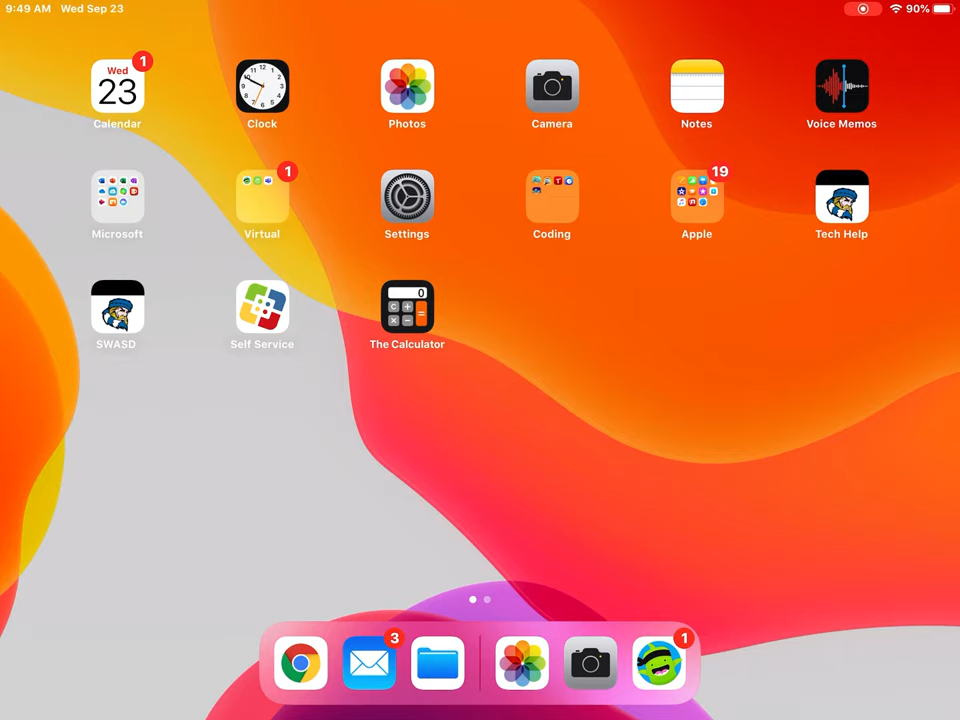 9:49 AM Wed Sep 23
90%
1
Wed
23
Calendar
Clock
Photos
Camera
Notes
Voice Memos
1
19
Microsoft
Virtual
Settings
Coding
Apple
Tech Help
0
C + =
× −
SWASD
Self Service
The Calculator
3
1